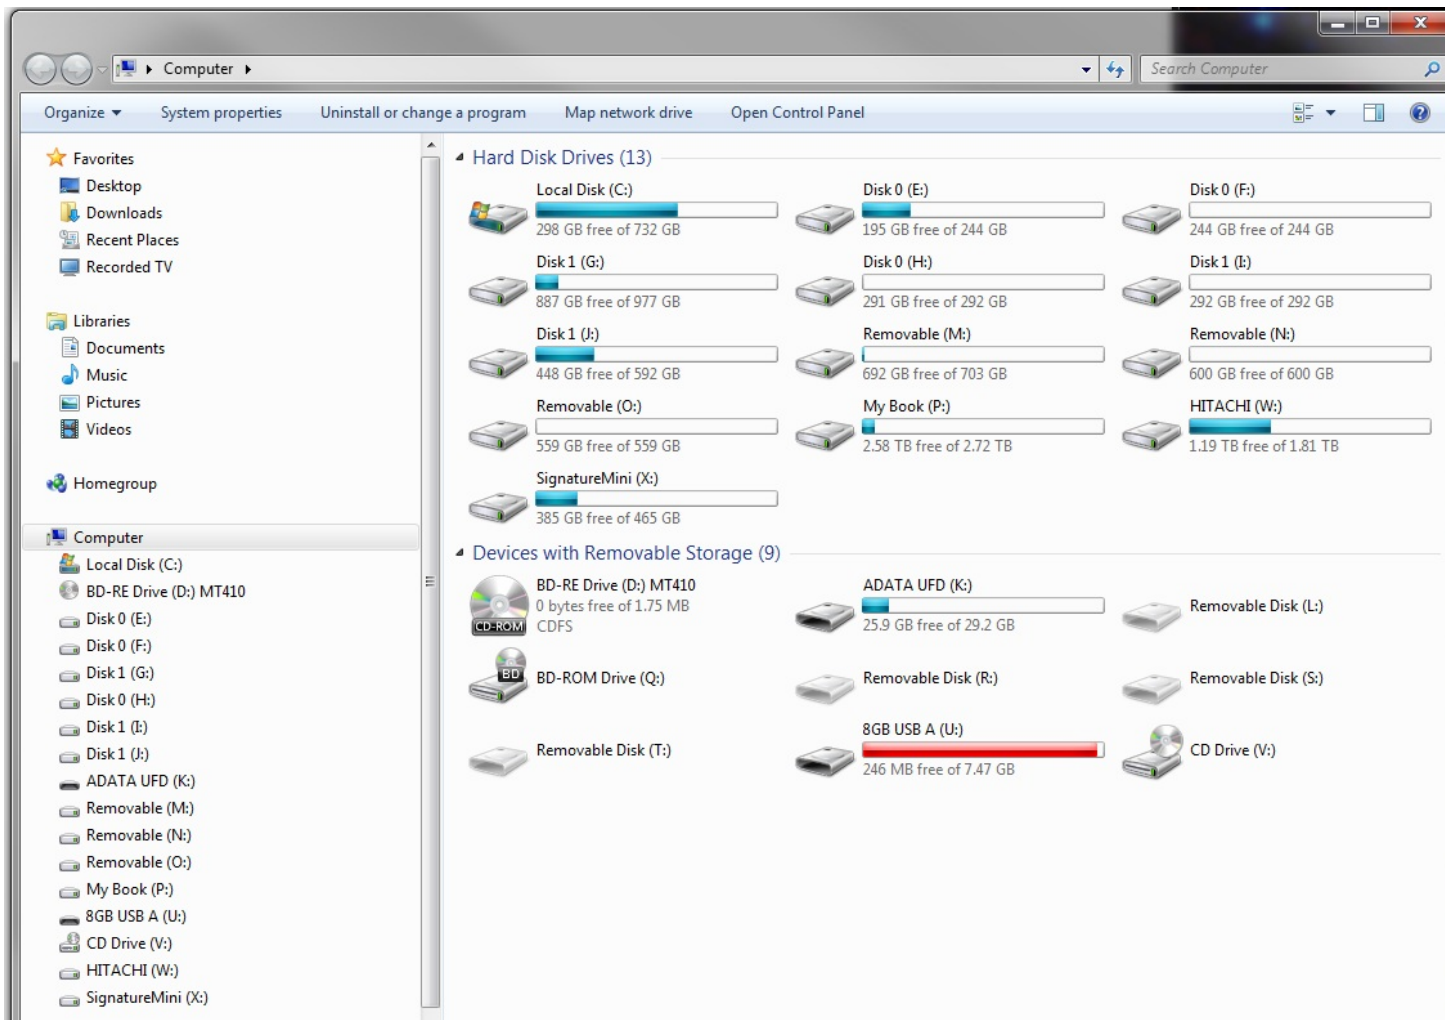 Computer
Search Computer
Organize
System properties
Uninstall or change a program
Map network drive
Open Control Panel
Favorites
Desktop
Downloads
Recent Places
Recorded TV
Libraries
Documents
Music
Pictures
Videos
Homegroup
Computer
Local Disk (C:)
BD-RE Drive (D:) MT410
Disk 0 (E:)
Disk 0 (F:)
Disk 1 (G:)
Disk 0 (H:)
Disk 1 (I:)
Disk 1 (J:)
ADATA UFD (K:)
Removable (M:)
Removable (N:)
Removable (O:)
My Book (P:)
8GB USB A (U:)
CD Drive (V:)
HITACHI (W:)
SignatureMini (X:)
Hard Disk Drives (13)
Local Disk (C:)
298 GB free of 732 GB
Disk 0 (E:)
195 GB free of 244 GB
Disk 0 (F:)
244 GB free of 244 GB
Disk 1 (G:)
887 GB free of 977 GB
Disk 0 (H:)
291 GB free of 292 GB
Disk 1 (I:)
292 GB free of 292 GB
Disk 1 (J:)
448 GB free of 592 GB
Removable (M:)
692 GB free of 703 GB
Removable (N:)
600 GB free of 600 GB
Removable (O:)
559 GB free of 559 GB
My Book (P:)
2.58 TB free of 2.72 TB
HITACHI (W:)
1.19 TB free of 1.81 TB
SignatureMini (X:)
385 GB free of 465 GB
Devices with Removable Storage (9)
CD-ROM
BD-RE Drive (D:) MT410
0 bytes free of 1.75 MB
CDFS
ADATA UFD (K:)
25.9 GB free of 29.2 GB
Removable Disk (L:)
BD
BD-ROM Drive (Q:)
Removable Disk (R:)
Removable Disk (S:)
Removable Disk (T:)
8GB USB A (U:)
246 MB free of 7.47 GB
CD Drive (V:)